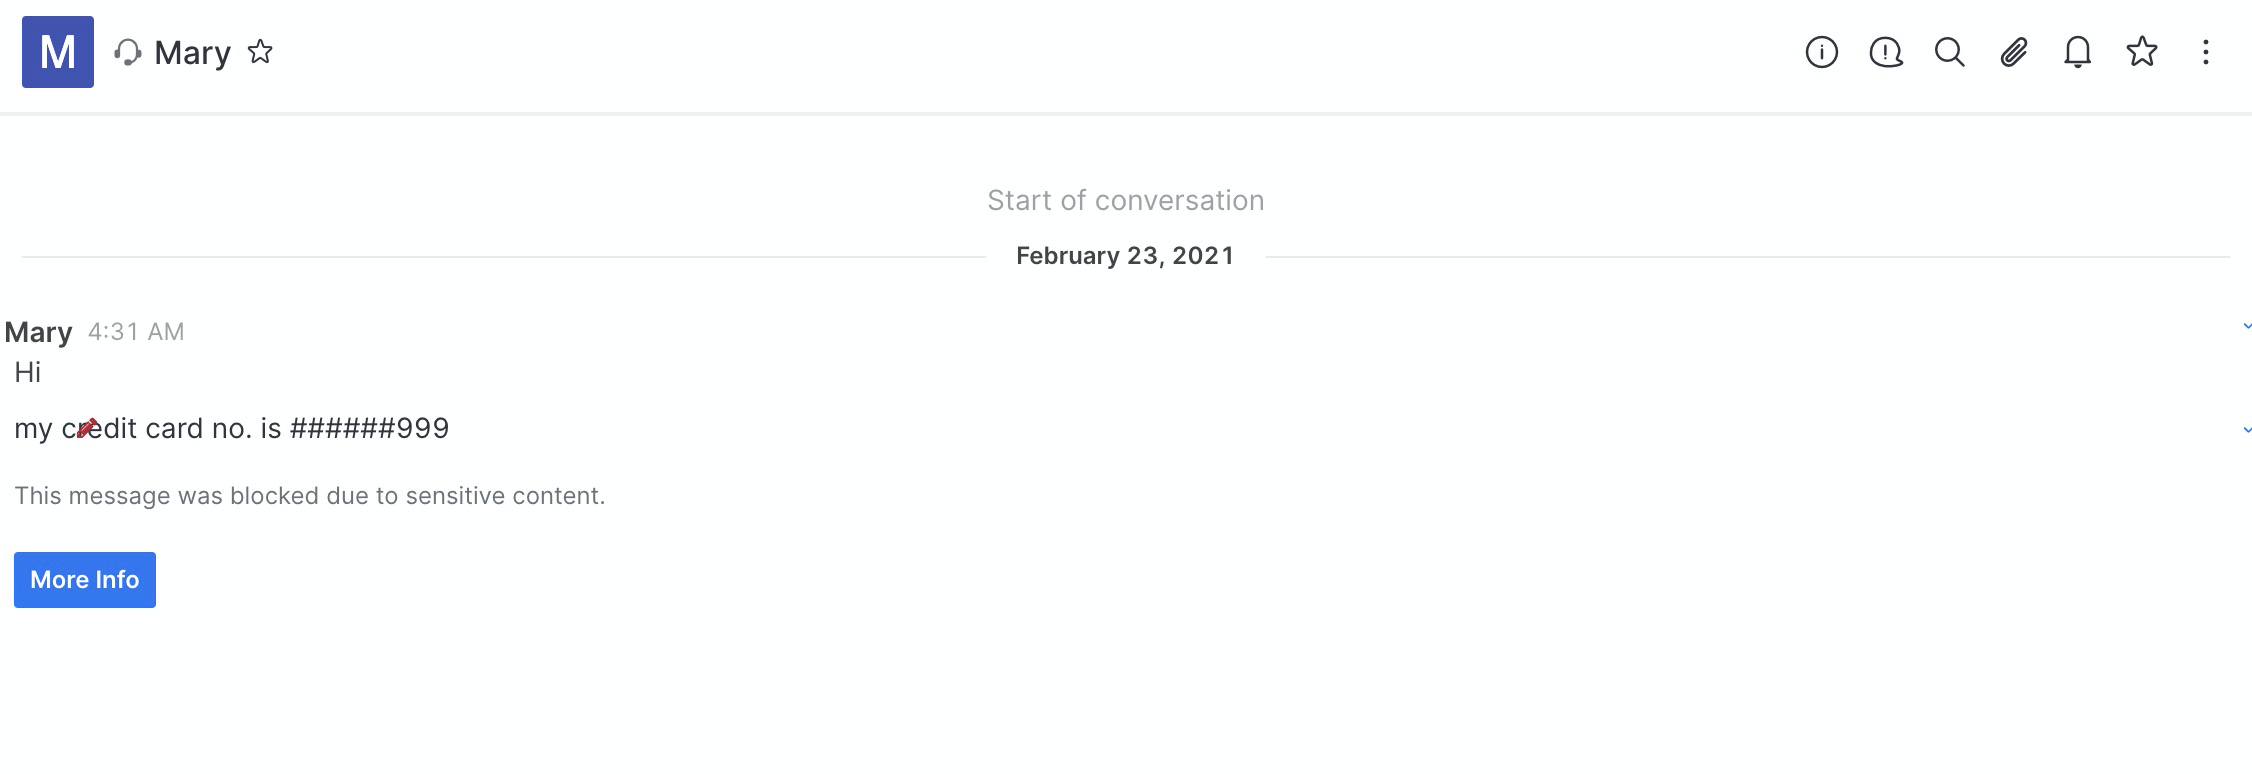 M Mary
Start of conversation
February 23, 2021
Mary 4:31 AM
Hi
my credit card no. is ######999
This message was blocked due to sensitive content.
More Info